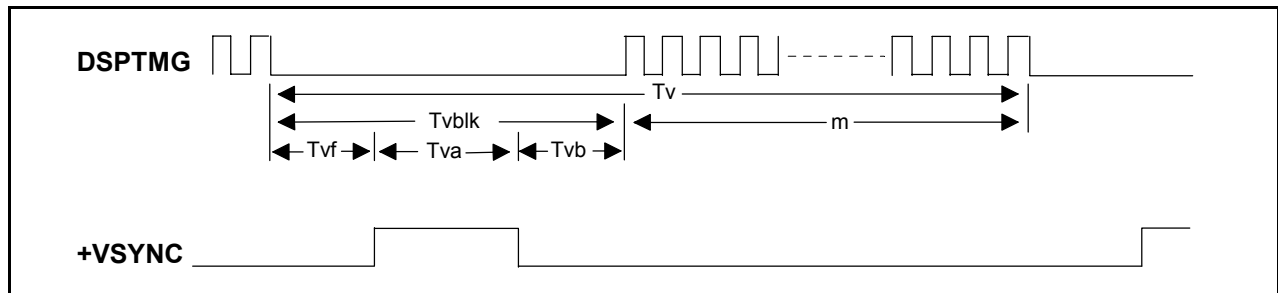 DSPTMG
Tv
Tvblk
m
Tvf
Tva
Tvb
+VSYNC